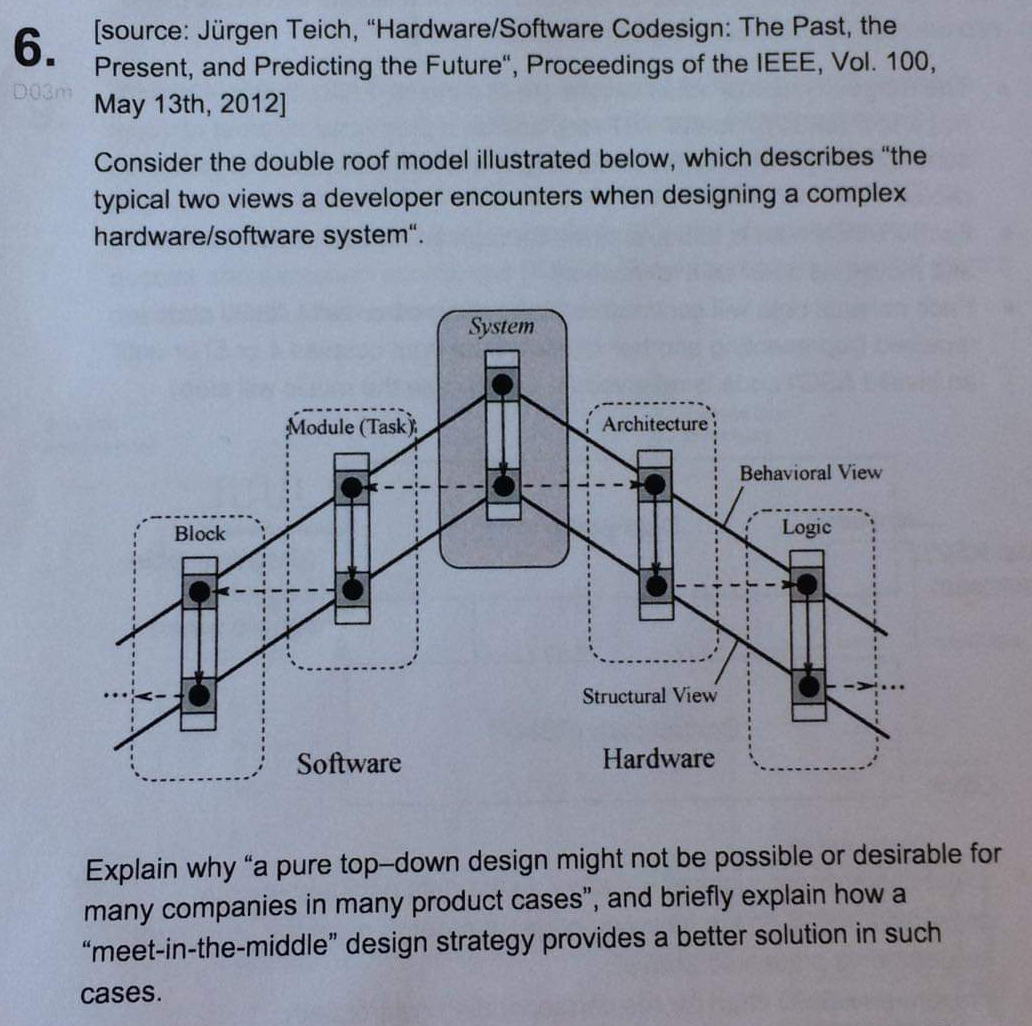 6.
D03m
[source: Jürgen Teich, “Hardware/Software Codesign: The Past, the
Present, and Predicting the Future“, Proceedings of the IEEE, Vol. 100,
May 13th, 2012]
Consider the double roof model illustrated below, which describes “the
typical two views a developer encounters when designing a complex
hardware/software system“.
System
Module (Task)
Architecture
Behavioral View
Block
Logic
...
...
Structural View
Software
Hardware
Explain why “a pure top–down design might not be possible or desirable for
many companies in many product cases”, and briefly explain how a
“meet-in-the-middle” design strategy provides a better solution in such
cases.